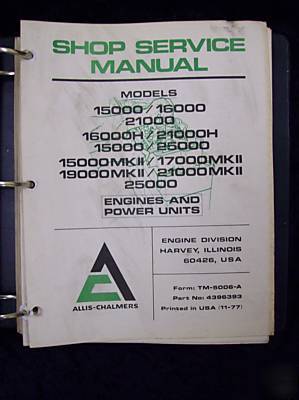 SHOP SERVICE
MANUAL
MODELS
15000/16000
21000
16000H/21000H
15000/25000
15000MKII/17000MKII
19000MKII/21000MKII
25000
ENGINES AND
POWER UNITS
ENGINE DIVISION
HARVEY, ILLINOIS
60426, USA
ALLIS-CHALMERS
Form: TM-5006-A
Part No: 4396393
Printed in USA (11-77)